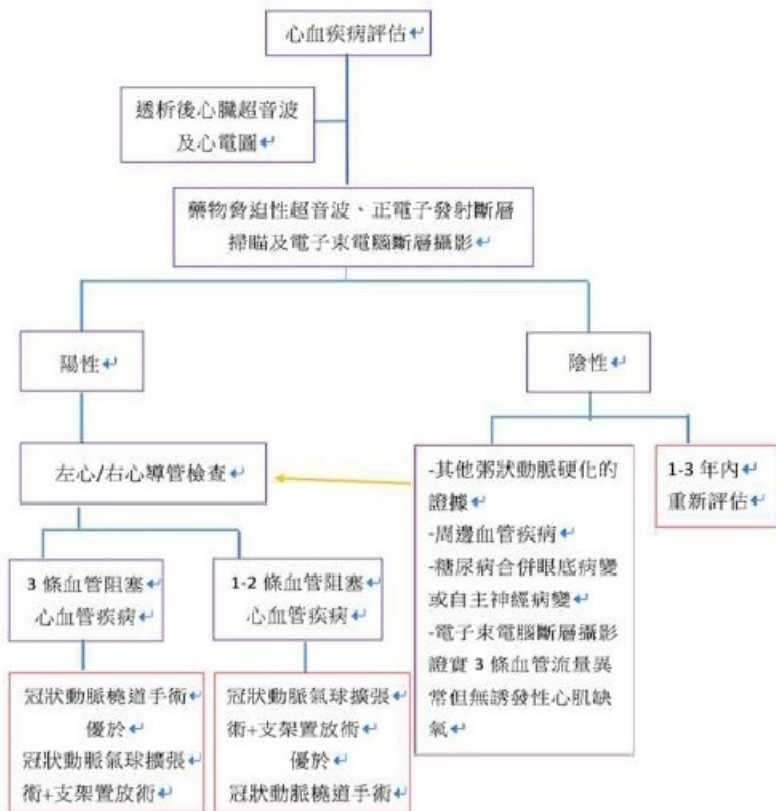 心血疾病評估↵
透析後心臟超音波
及心電圖↵
藥物脅迫性超音波、正電子發射斷層
掃瞄及電子束電腦斷層攝影↵
陽性↵
陰性↵
左心/右心導管檢查↵
-其他粥狀動脈硬化的
證據↵
-周邊血管疾病↵
-糖尿病合併眼底病變
或自主神經病變↵
-電子束電腦斷層攝影
證實 3 條血管流量異
常但無誘發性心肌缺
氧↵
1-3 年內↵
重新評估↵
3 條血管阻塞↵
心血管疾病↵
1-2 條血管阻塞↵
心血管疾病↵
冠狀動脈橈道手術↵
優於↵
冠狀動脈氣球擴張
術+支架置放術↵
冠狀動脈氣球擴張
術+支架置放術↵
優於↵
冠狀動脈橈道手術↵